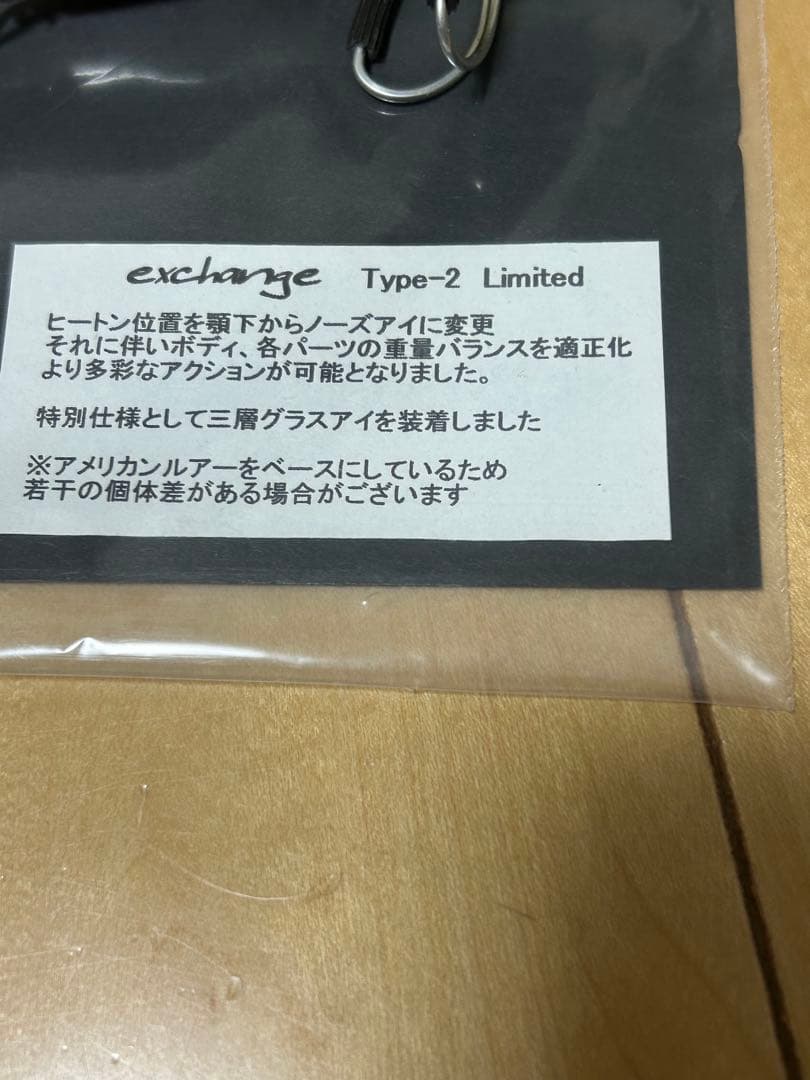 exchange Type-2 Limited
ヒートン位置を顎下からノーズアイに変更
それに伴いボディ、各パーツの重量バランスを適正化
より多彩なアクションが可能となりました。
特別仕様として三層グラスアイを装着しました
※アメリカンルアーをベースにしているため
若干の個体差がある場合がございます